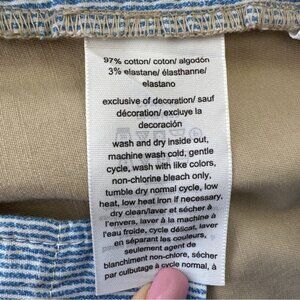 97% cotton/ coton/ algodón
3% elastane/ élasthanne/
elastano
exclusive of decoration/ sauf
décoration/ excluye la
decoración
wash and dry inside out,
machine wash cold, gentle
cycle, wash with like colors,
non-chlorine bleach only,
tumble dry normal cycle, low
heat, low heat iron if necessary,
dry clean/laver et sécher à
l'envers, laver à la machine à
l'eau froide, cycle délicat, laver
en séparant les couleurs,
seulement agent de
blanchiment non-chlore, sécher
par culbutage à cycle normal, à